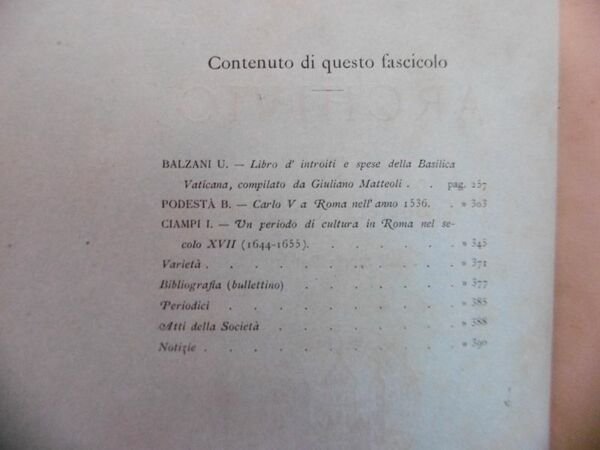 Contenuto di questo fascicolo
BALZANI U. — Libro d' introiti e spese della Basilica
Vaticana, compilato da Giuliano Matteoli . . pag. 257
PODESTÀ B. — Carlo V a Roma nell'anno 1536. . » 303
CIAMPI I. — Un periodo di cultura in Roma nel se-
colo XVII (1644-1655). . . . . . » 345
Varietà . . . . . . . . . » 371
Bibliografia (bullettino) . . . . . . » 377
Periodici . . . . . . . . » 385
Atti della Società . . . . . . . » 388
Notizie . . . . . . . . . » 390